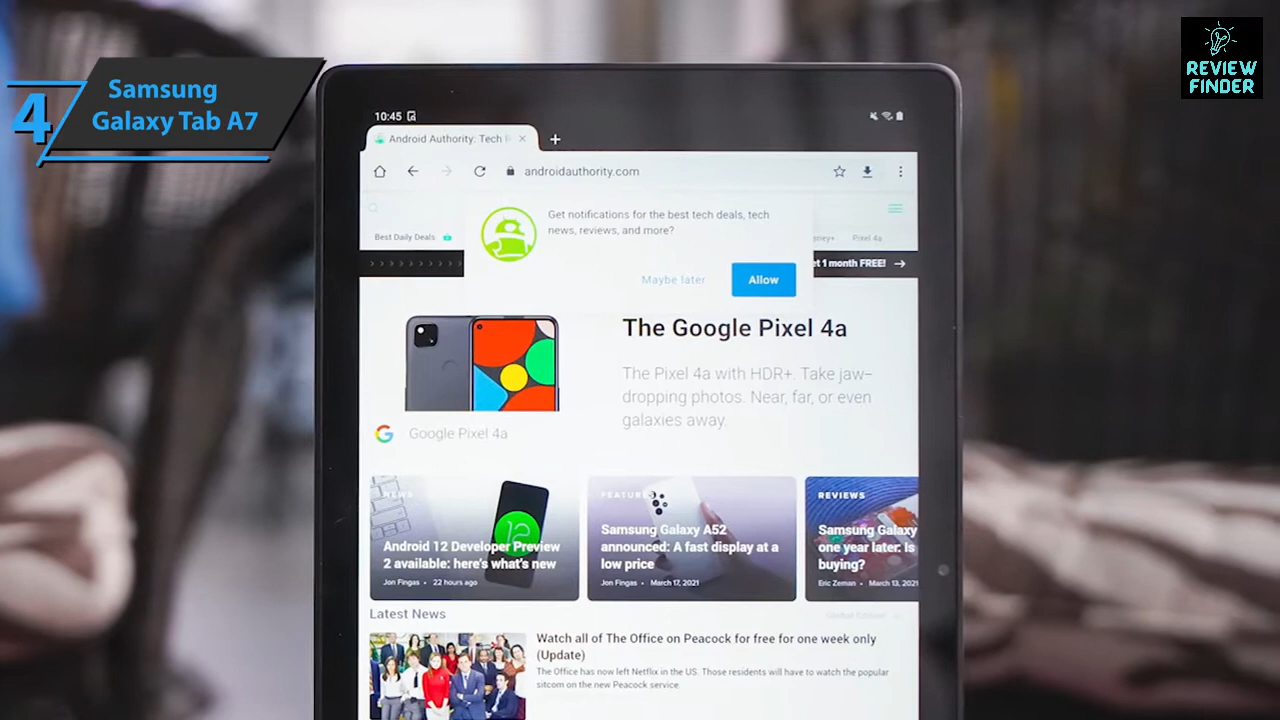 4
Samsung
Galaxy Tab A7
REVIEW
FINDER
10:45
Android Authority: Tech
androidauthority.com
Get notifications for the best tech deals, tech
news, reviews, and more?
Best Daily Deals
Pixel 4a
1 month FREE!
Maybe later
Allow
The Google Pixel 4a
The Pixel 4a with HDR+. Take jaw-
dropping photos. Near, far, or even
galaxies away.
Google Pixel 4a
NEWS
Android 12 Developer Preview
2 available: here's what's new
Jon Fingas • 22 hours ago
FEATURES
Samsung Galaxy A52
announced: A fast display at a
low price
Jon Fingas • March 17, 2021
REVIEWS
Samsung Galaxy
one year later: Is
buying?
Eric Zeman • March 13, 2021
Latest News
Watch all of The Office on Peacock for free for one week only
(Update)
The Office has now left Netflix in the US. Those residents will have to watch the popular
sitcom on the new Peacock service.